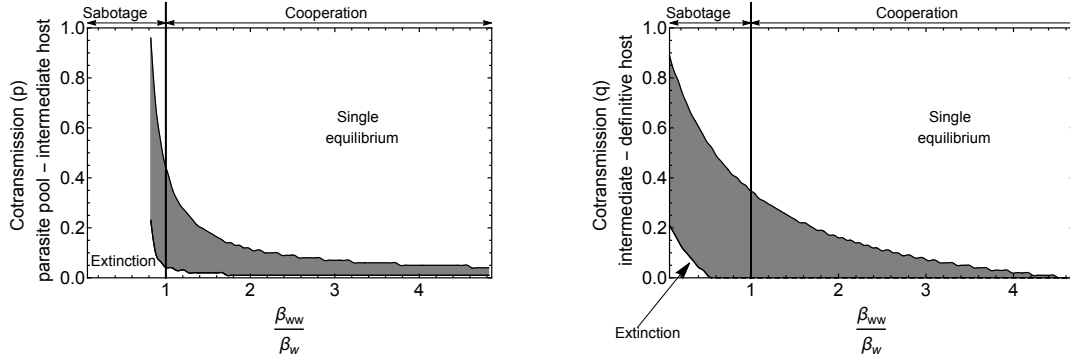 Sabotage Cooperation
1.0
0.8
0.6
0.4
0.2
0.0
Cotransmission (p)
parasite pool – intermediate host
Single
equilibrium
Extinction
1 2 3 4
βww
βw
Sabotage Cooperation
1.0
0.8
0.6
0.4
0.2
0.0
Cotransmission (q)
intermediate – definitive host
Single
equilibrium
1 2 3 4
Extinction
βww
βw